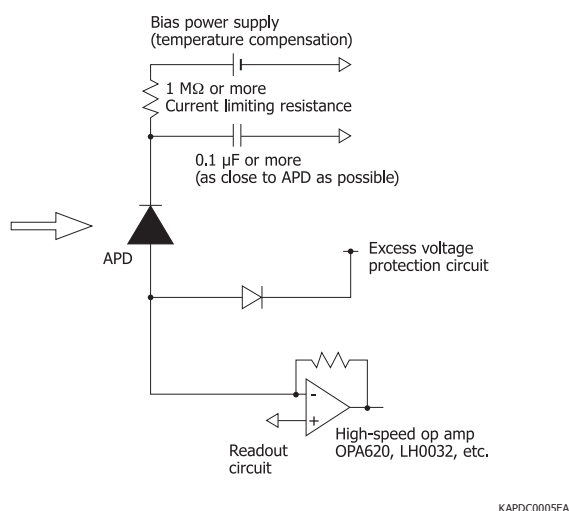 Bias power supply
(temperature compensation)
1 MΩ or more
Current limiting resistance
0.1 µF or more
(as close to APD as possible)
APD
Excess voltage
protection circuit
-
+
High-speed op amp
OPA620, LH0032, etc.
Readout
circuit
KAPDC0005EA